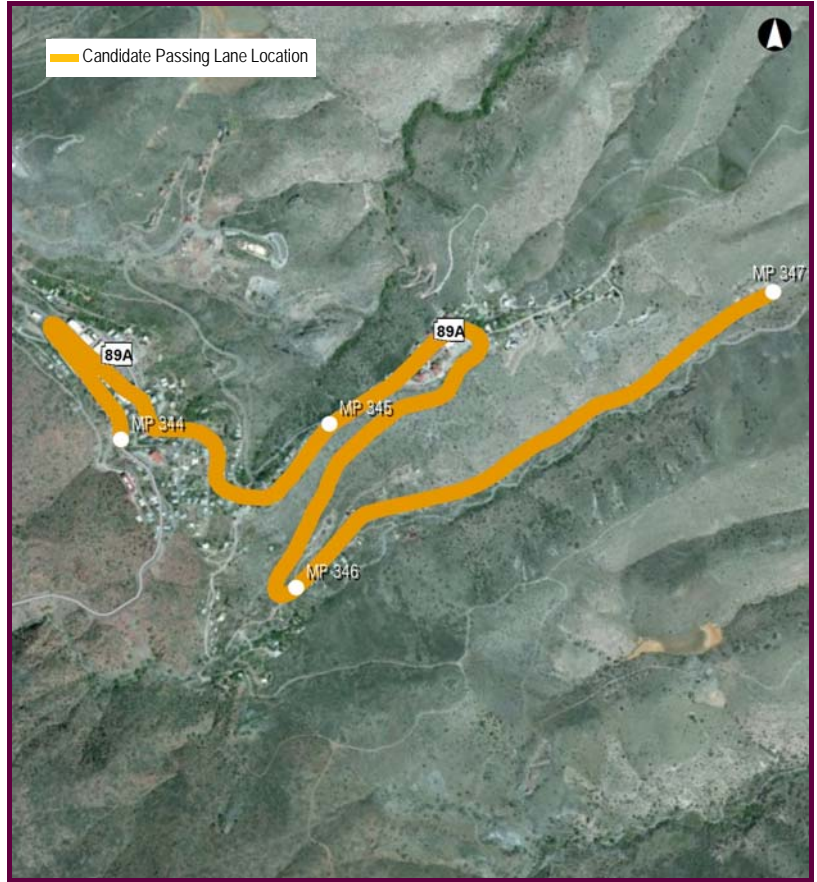 Candidate Passing Lane Location
MP 347
89A
89A
MP 345
MP 344
MP 346